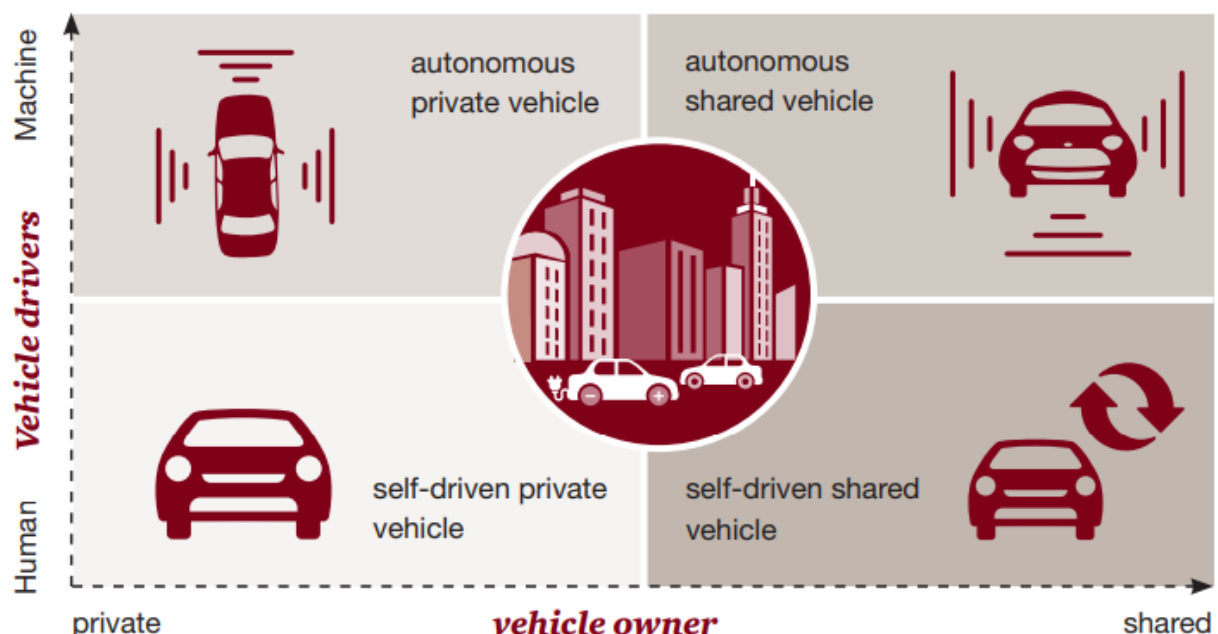 Machine
Vehicle drivers
Human
autonomous
private vehicle
autonomous
shared vehicle
self-driven private
vehicle
self-driven shared
vehicle
private
vehicle owner
shared